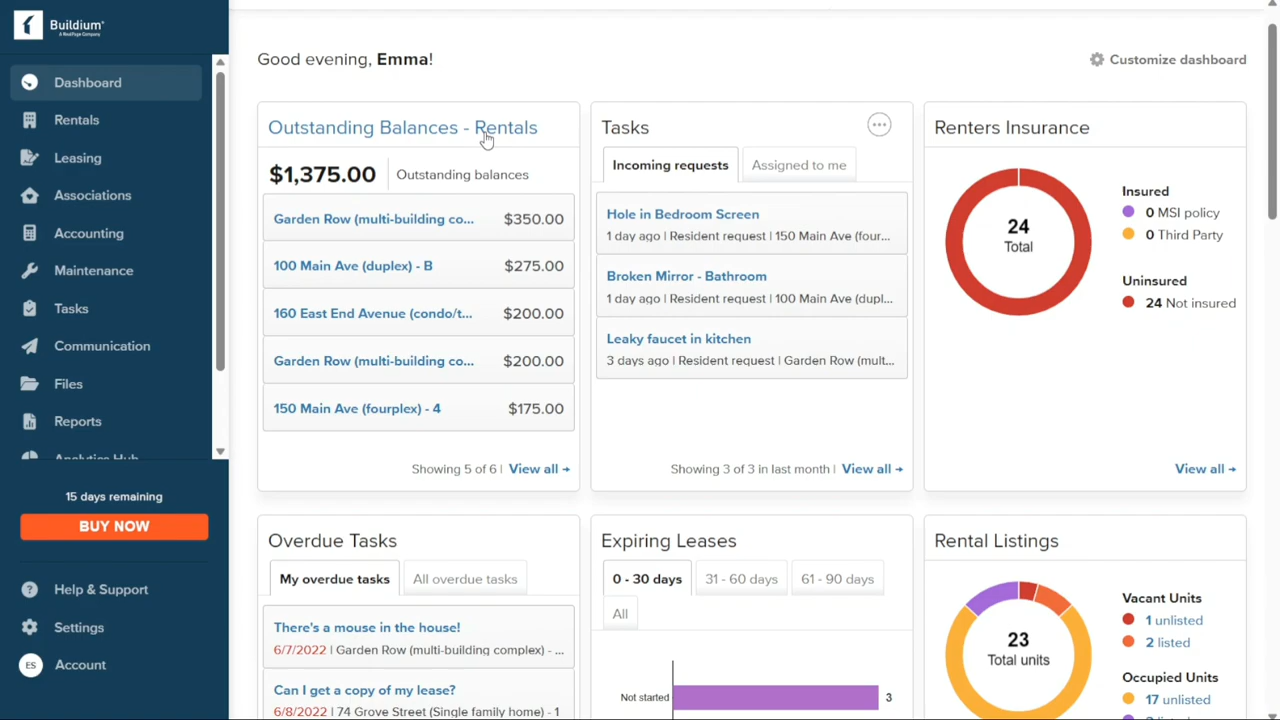 Buildium
A RealPage Company
Dashboard
Rentals
Leasing
Associations
Accounting
Maintenance
Tasks
Communication
Files
Reports
Analytics Hub
15 days remaining
BUY NOW
Help & Support
Settings
ES Account
Good evening, Emma!
Customize dashboard
Outstanding Balances - Rentals
$1,375.00 Outstanding balances
Garden Row (multi-building co... $350.00
100 Main Ave (duplex) - B $275.00
160 East End Avenue (condo/t... $200.00
Garden Row (multi-building co... $200.00
150 Main Ave (fourplex) - 4 $175.00
Showing 5 of 6 | View all →
Tasks
Incoming requests Assigned to me
Hole in Bedroom Screen
1 day ago | Resident request | 150 Main Ave (four...
Broken Mirror - Bathroom
1 day ago | Resident request | 100 Main Ave (dupl...
Leaky faucet in kitchen
3 days ago | Resident request | Garden Row (mult...
Showing 3 of 3 in last month | View all →
Renters Insurance
24
Total
Insured
0 MSI policy
0 Third Party
Uninsured
24 Not insured
View all →
Overdue Tasks
My overdue tasks All overdue tasks
There's a mouse in the house!
6/7/2022 | Garden Row (multi-building complex) - ...
Can I get a copy of my lease?
6/8/2022 | 74 Grove Street (Single family home) - 1
Expiring Leases
0 - 30 days 31 - 60 days 61 - 90 days
All
Not started 3
Rental Listings
23
Total units
Vacant Units
1 unlisted
2 listed
Occupied Units
17 unlisted